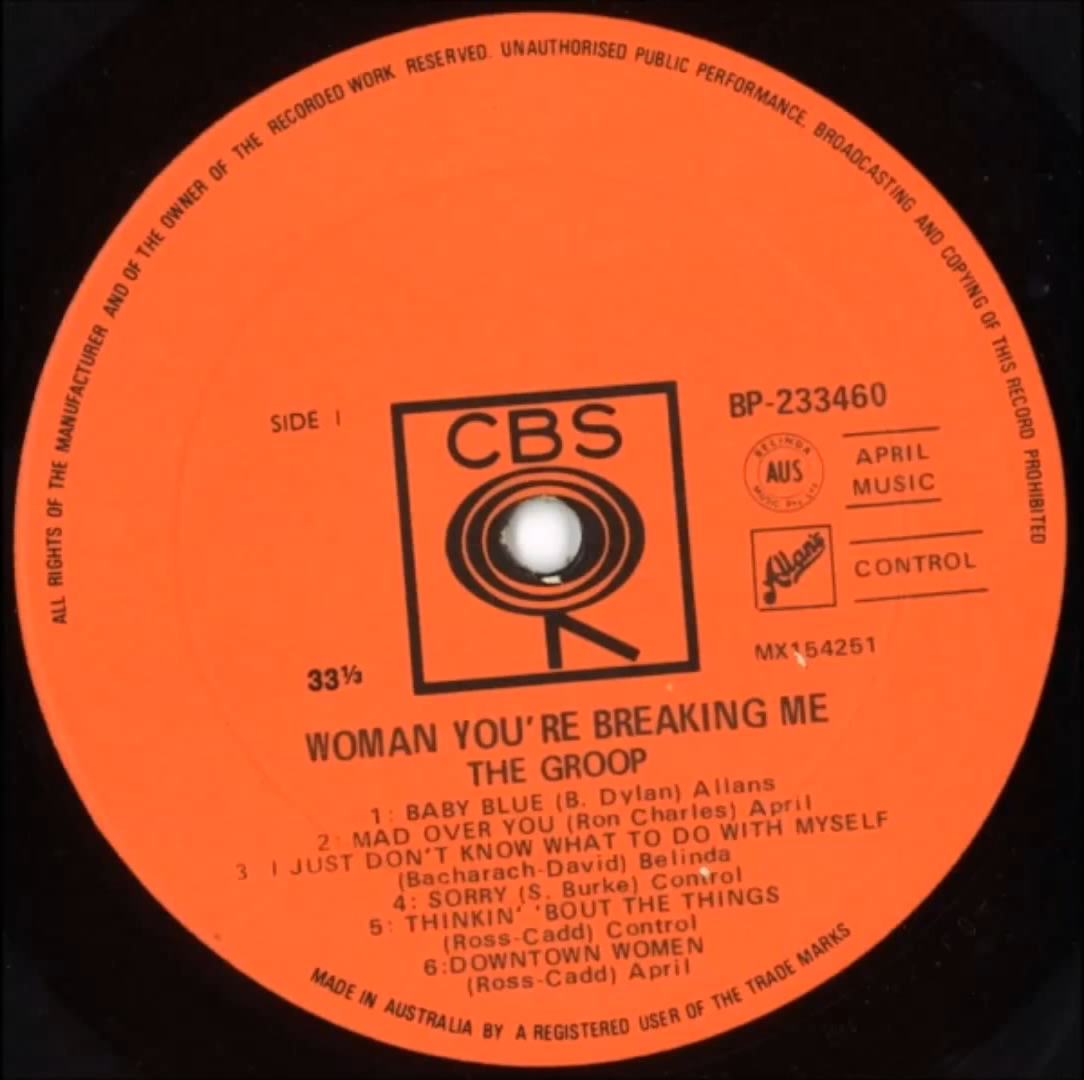 ALL RIGHTS OF THE MANUFACTURER AND OF THE OWNER OF THE RECORDED WORK RESERVED. UNAUTHORISED PUBLIC PERFORMANCE, BROADCASTING AND COPYING OF THIS RECORD PROHIBITED
SIDE 1
CBS
BP-233460
BELINDA
AUS
MUSIC Pty. Ltd
APRIL
MUSIC
Allan's
CONTROL
MX154251
33⅓
WOMAN YOU'RE BREAKING ME
THE GROOP
1: BABY BLUE (B. Dylan) Allans
2: MAD OVER YOU (Ron Charles) April
3 I JUST DON'T KNOW WHAT TO DO WITH MYSELF
(Bacharach-David) Belinda
4: SORRY (S. Burke) Control
5: THINKIN' 'BOUT THE THINGS
(Ross-Cadd) Control
6:DOWNTOWN WOMEN
(Ross-Cadd) April
MADE IN AUSTRALIA BY A REGISTERED USER OF THE TRADE MARKS